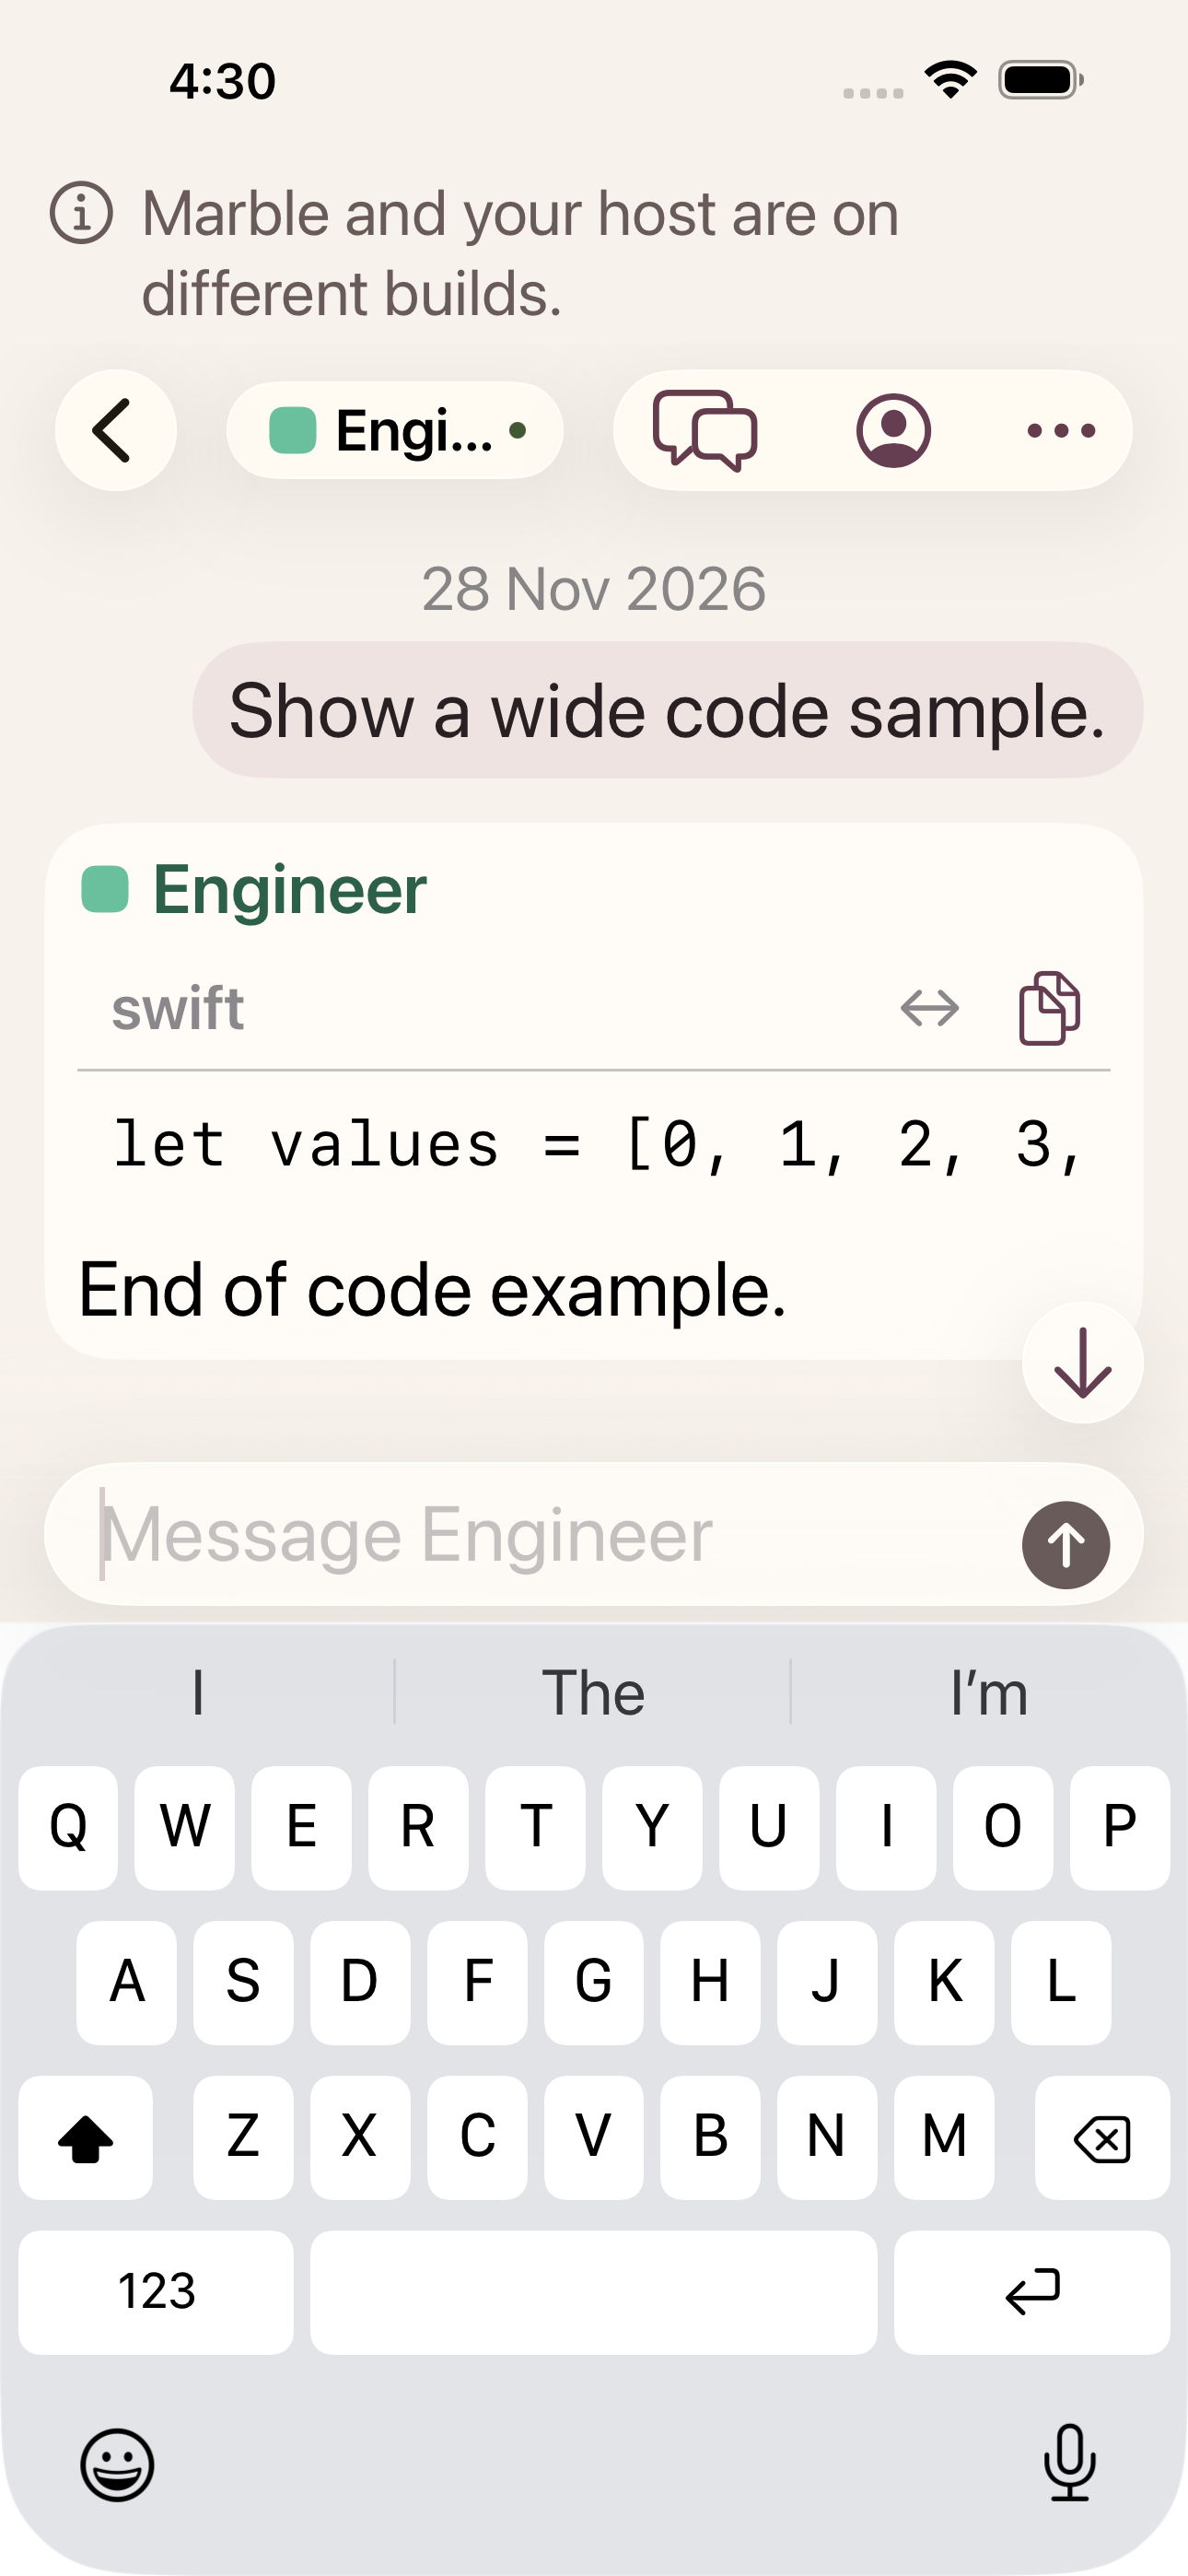 4:30
Marble and your host are on
different builds.
Engi...
28 Nov 2026
Show a wide code sample.
Engineer
swift
let values = [0, 1, 2, 3,
End of code example.
Message Engineer
I The I’m
Q W E R T Y U I O P
A S D F G H J K L
Z X C V B N M
123